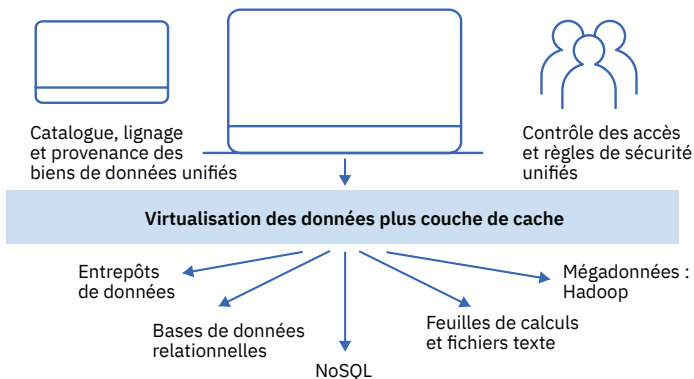 Catalogue, lignage
et provenance des
biens de données unifiés
Contrôle des accès
et règles de sécurité
unifiés
Virtualisation des données plus couche de cache
Entrepôts
de données
Bases de données
relationnelles
NoSQL
Feuilles de calculs
et fichiers texte
Mégadonnées :
Hadoop